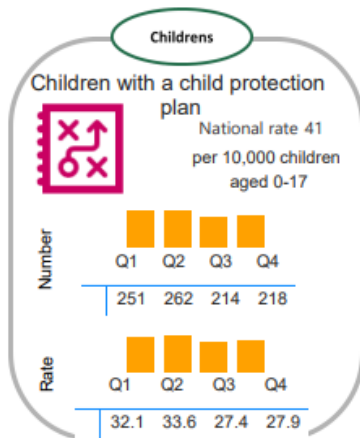 Childrens
Children with a child protection
plan
National rate 41
per 10,000 children
aged 0-17
Number
Q1 Q2 Q3 Q4
251 262 214 218
Rate
Q1 Q2 Q3 Q4
32.1 33.6 27.4 27.9